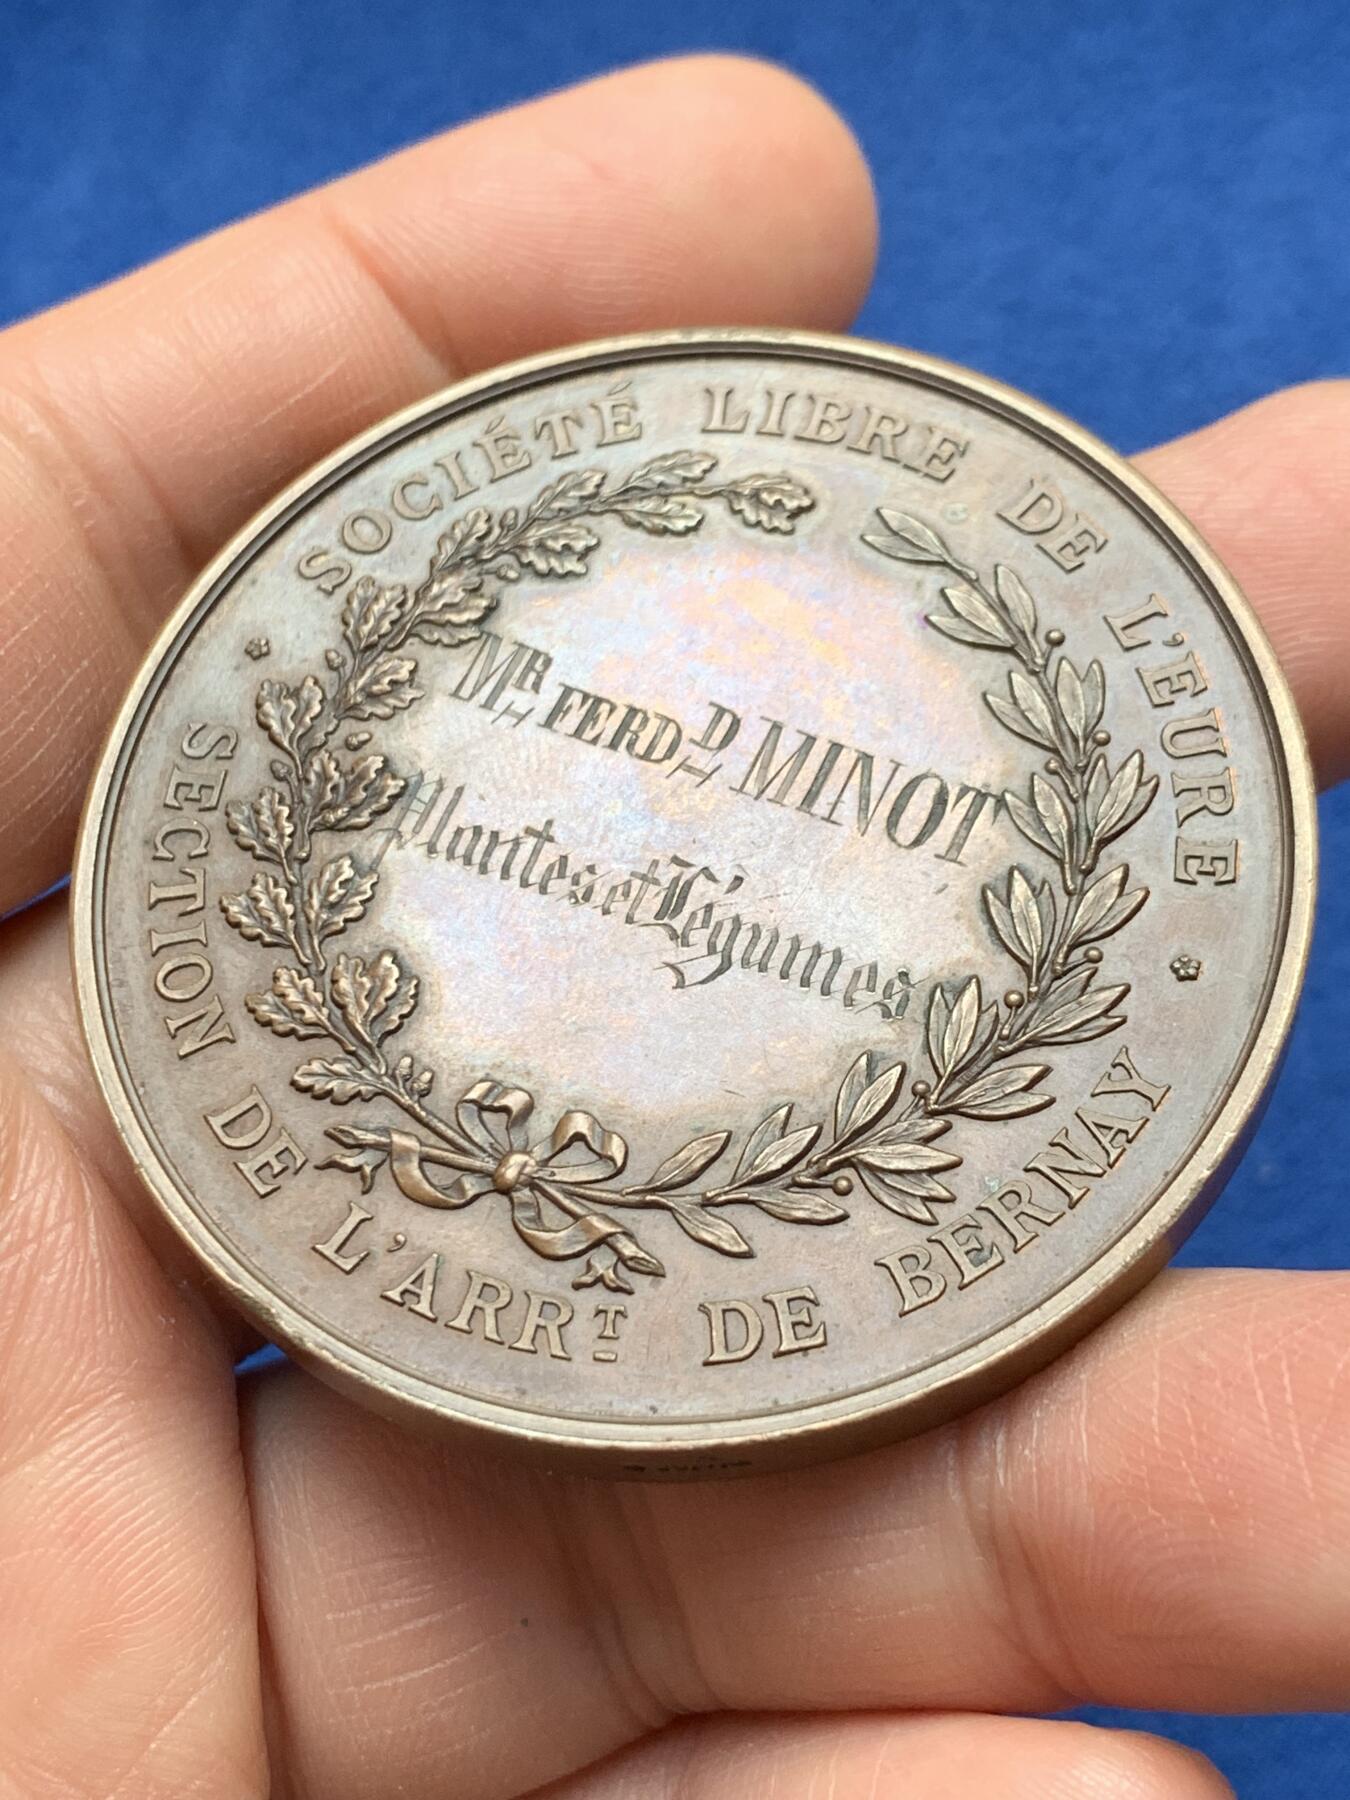 SOCIÉTÉ LIBRE DE L'EURE
MR FERDD MINOT
Plantes et Légumes
SECTION DE L'ARRT DE BERNAY